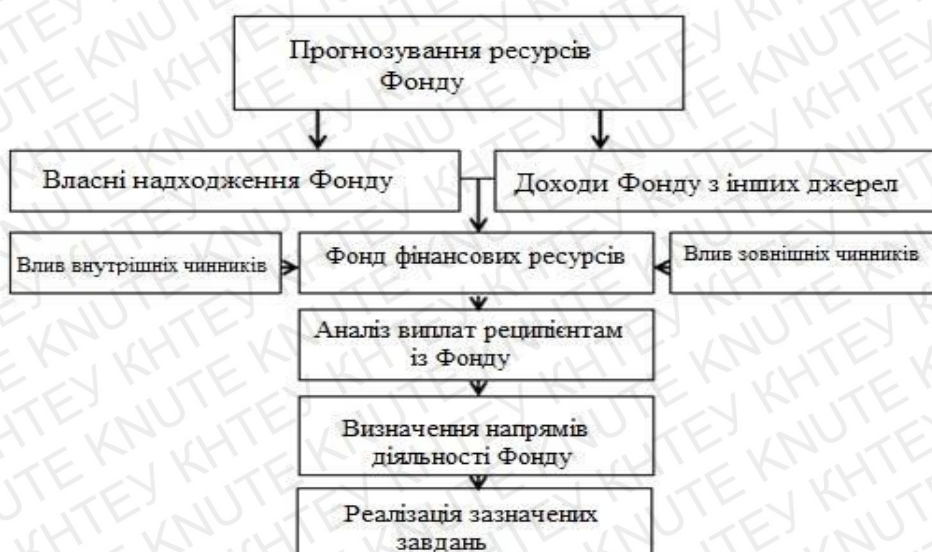 Прогнозування ресурсів
Фонду
Власні надходження Фонду
Доходи Фонду з інших джерел
Влив внутрішніх чинників
Фонд фінансових ресурсів
Влив зовнішніх чинників
Аналіз виплат реципієнтам
із Фонду
Визначення напрямів
діяльності Фонду
Реалізація зазначених
завдань